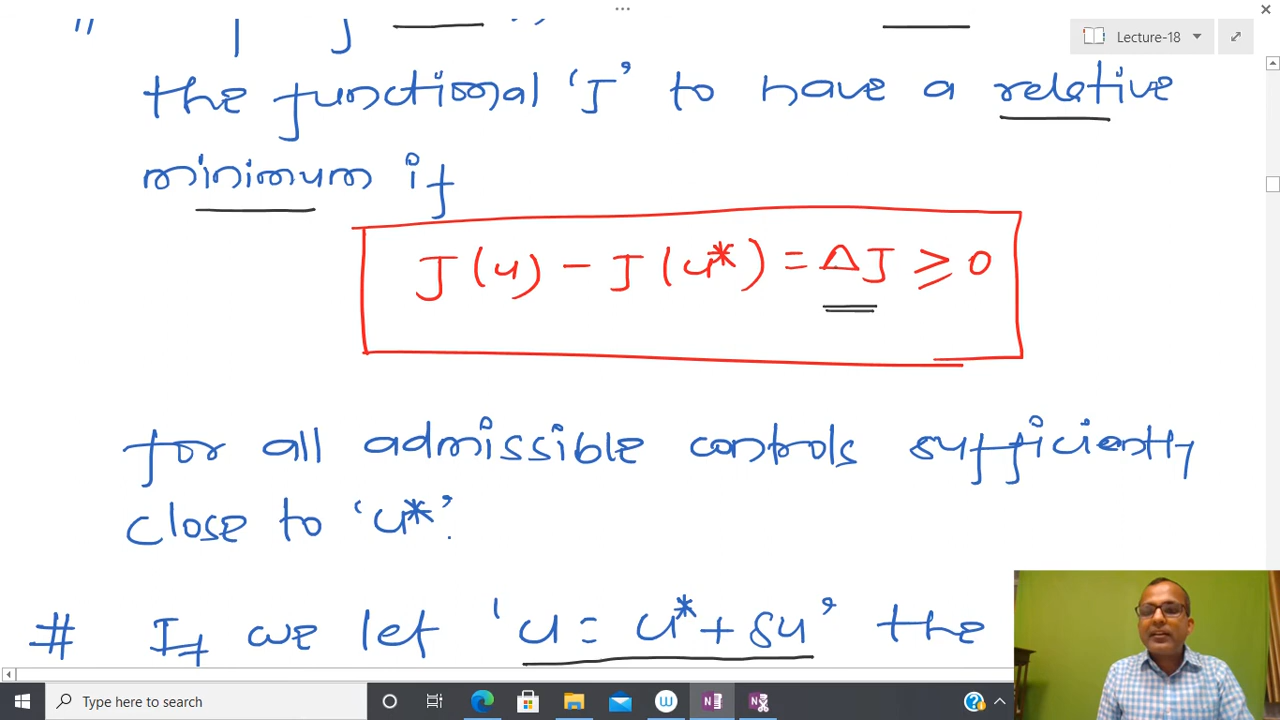 Lecture-18
the functional 'J' to have a relative
minimum if
J(u) - J(u*) = ΔJ ≥ 0
for all admissible controls sufficiently
close to 'u*'.
# If we let 'u = u* + δu' the
Type here to search